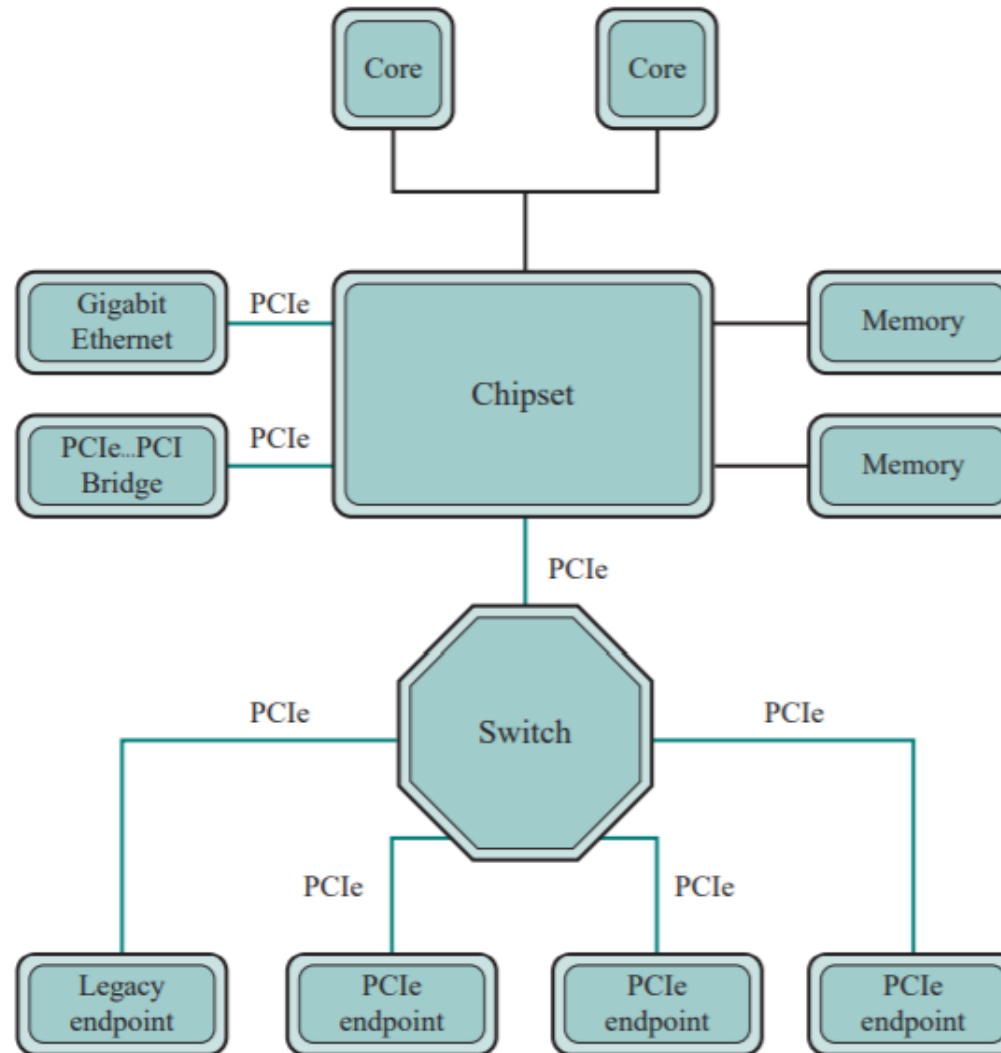 Core
Core
Gigabit
Ethernet
PCIe
Chipset
Memory
PCIe...PCI
Bridge
PCIe
Memory
PCIe
Switch
PCIe
PCIe
PCIe
PCIe
Legacy
endpoint
PCIe
endpoint
PCIe
endpoint
PCIe
endpoint